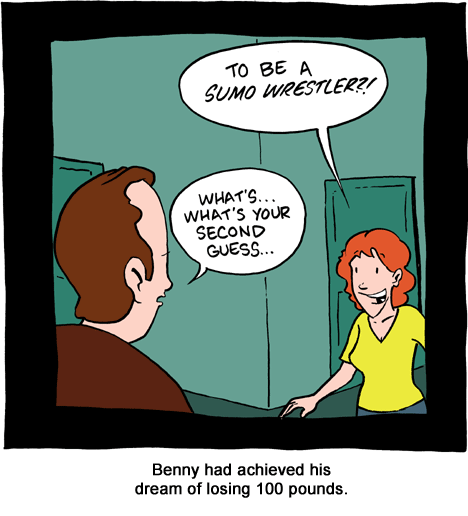 TO BE A
SUMO WRESTLER?!
WHAT'S...
WHAT'S YOUR
SECOND
GUESS...
Benny had achieved his
dream of losing 100 pounds.